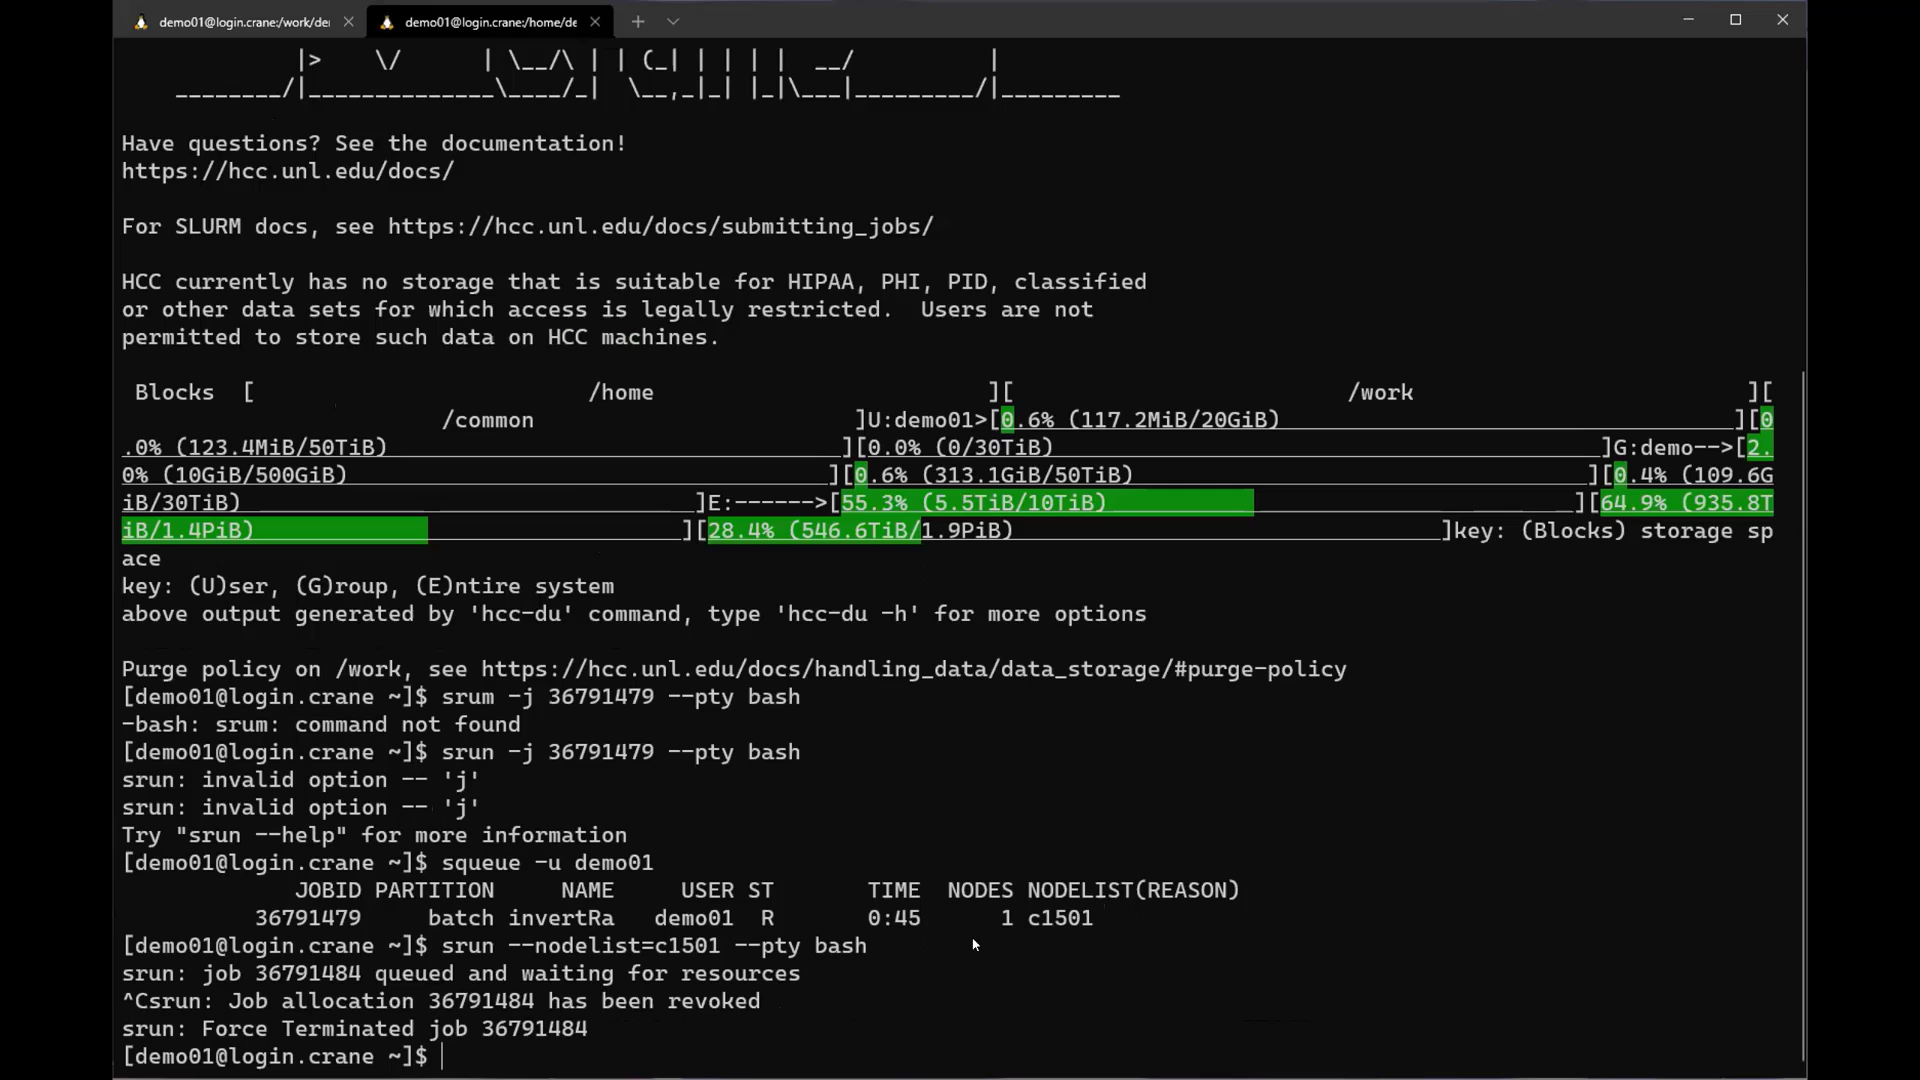 demo01@login.crane:/work/der
demo01@login.crane:/home/de
|>    \/      | \__/\ | | (_| | | | |  __/          |
________/|______________\____/_|  \__,_|_| |_|\___|_________/|_________
Have questions? See the documentation!
https://hcc.unl.edu/docs/
For SLURM docs, see https://hcc.unl.edu/docs/submitting_jobs/
HCC currently has no storage that is suitable for HIPAA, PHI, PID, classified
or other data sets for which access is legally restricted.  Users are not
permitted to store such data on HCC machines.
Blocks  [                         /home                           ][                         /work                         ][
/common                        ]U:demo01>[0.6% (117.2MiB/20GiB)__________________________________][0
.0% (123.4MiB/50TiB)__________________________________][0.0% (0/30TiB)_________________________________________]G:demo-->[2.
0% (10GiB/500GiB)____________________________________][0.6% (313.1GiB/50TiB)__________________________________][0.4% (109.6G
iB/30TiB)__________________________________]E:------>[55.3% (5.5TiB/10TiB)___________________________________][64.9% (935.8T
iB/1.4PiB)________________________________][28.4% (546.6TiB/1.9PiB)________________________________]key: (Blocks) storage sp
ace
key: (U)ser, (G)roup, (E)ntire system
above output generated by 'hcc-du' command, type 'hcc-du -h' for more options
Purge policy on /work, see https://hcc.unl.edu/docs/handling_data/data_storage/#purge-policy
[demo01@login.crane ~]$ srum -j 36791479 --pty bash
-bash: srum: command not found
[demo01@login.crane ~]$ srun -j 36791479 --pty bash
srun: invalid option -- 'j'
srun: invalid option -- 'j'
Try "srun --help" for more information
[demo01@login.crane ~]$ squeue -u demo01
JOBID PARTITION     NAME     USER ST       TIME  NODES NODELIST(REASON)
36791479     batch invertRa   demo01  R       0:45      1 c1501
[demo01@login.crane ~]$ srun --nodelist=c1501 --pty bash
srun: job 36791484 queued and waiting for resources
^Csrun: Job allocation 36791484 has been revoked
srun: Force Terminated job 36791484
[demo01@login.crane ~]$